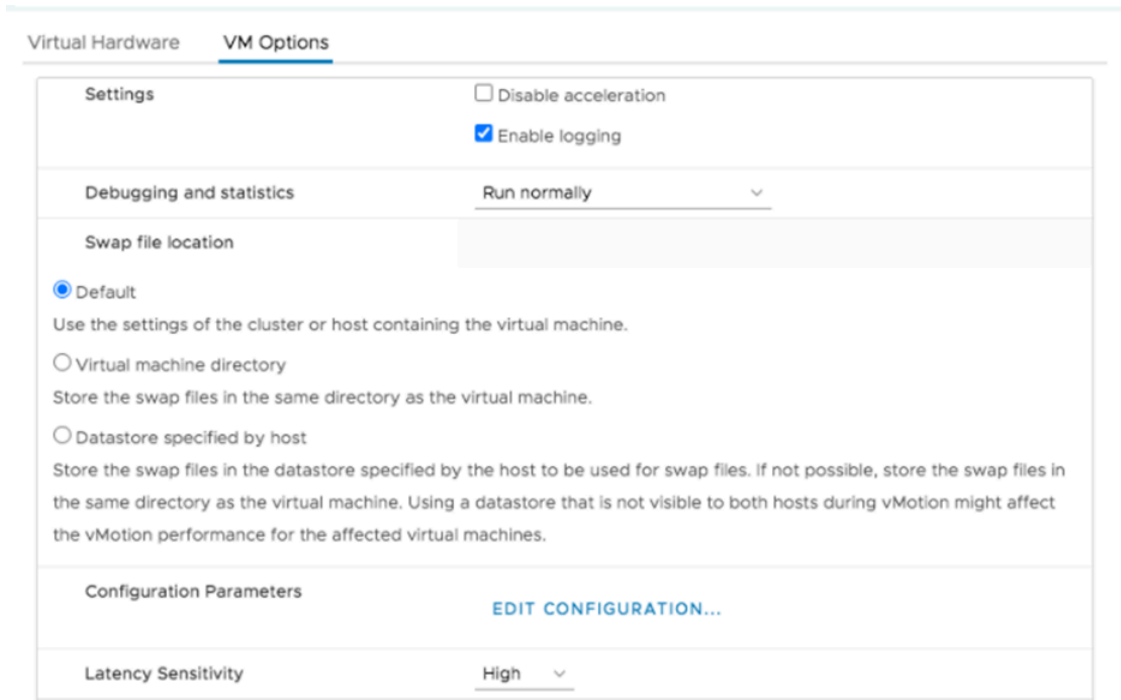 Virtual Hardware VM Options
Settings Disable acceleration
Enable logging
Debugging and statistics Run normally
Swap file location
Default
Use the settings of the cluster or host containing the virtual machine.
Virtual machine directory
Store the swap files in the same directory as the virtual machine.
Datastore specified by host
Store the swap files in the datastore specified by the host to be used for swap files. If not possible, store the swap files in
the same directory as the virtual machine. Using a datastore that is not visible to both hosts during vMotion might affect
the vMotion performance for the affected virtual machines.
Configuration Parameters
EDIT CONFIGURATION...
Latency Sensitivity High